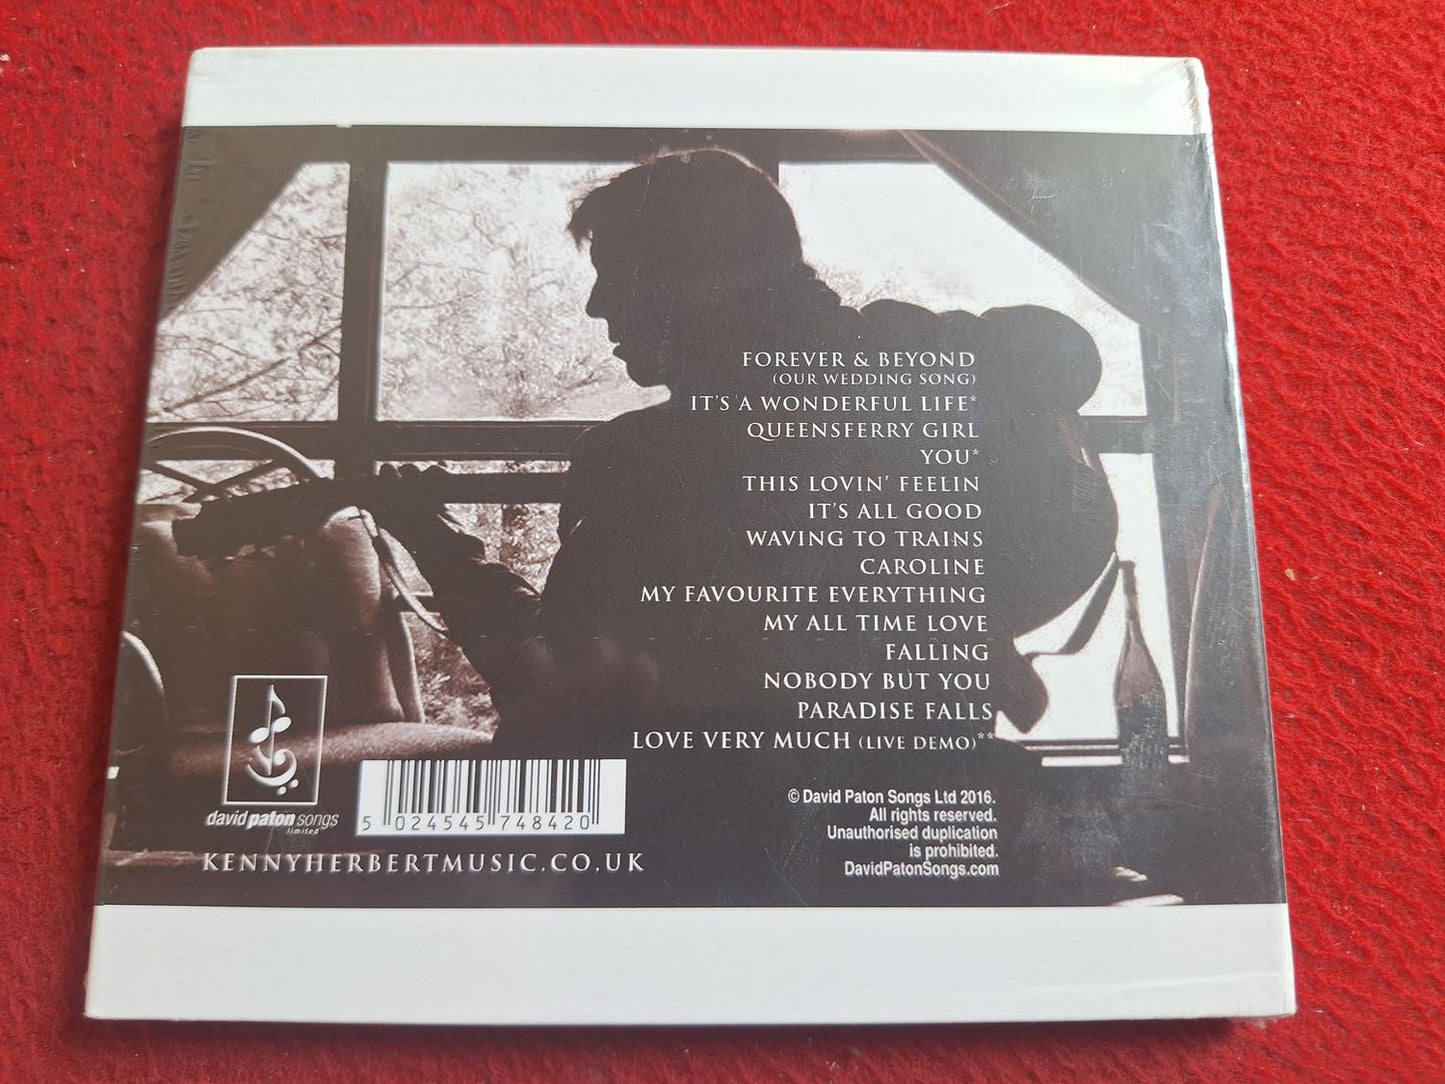 FOREVER & BEYOND
(OUR WEDDING SONG)
IT'S A WONDERFUL LIFE*
QUEENSFERRY GIRL
YOU*
THIS LOVIN' FEELIN
IT'S ALL GOOD
WAVING TO TRAINS
CAROLINE
MY FAVOURITE EVERYTHING
MY ALL TIME LOVE
FALLING
NOBODY BUT YOU
PARADISE FALLS
LOVE VERY MUCH (LIVE DEMO)**
david paton songs
limited
5 024545 748420
KENNYHERBERTMUSIC.CO.UK
© David Paton Songs Ltd 2016.
All rights reserved.
Unauthorised duplication
is prohibited.
DavidPatonSongs.com